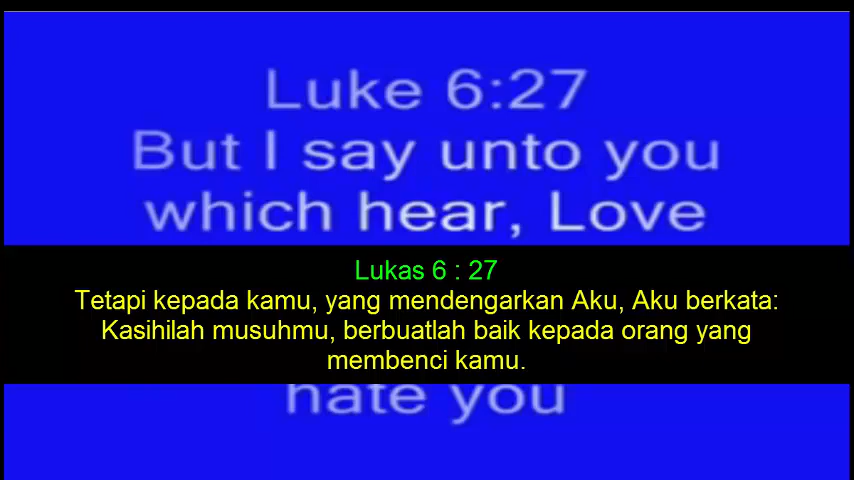 Luke 6:27
But I say unto you
which hear, Love
Lukas 6 : 27
Tetapi kepada kamu, yang mendengarkan Aku, Aku berkata:
Kasihilah musuhmu, berbuatlah baik kepada orang yang
membenci kamu.
hate you